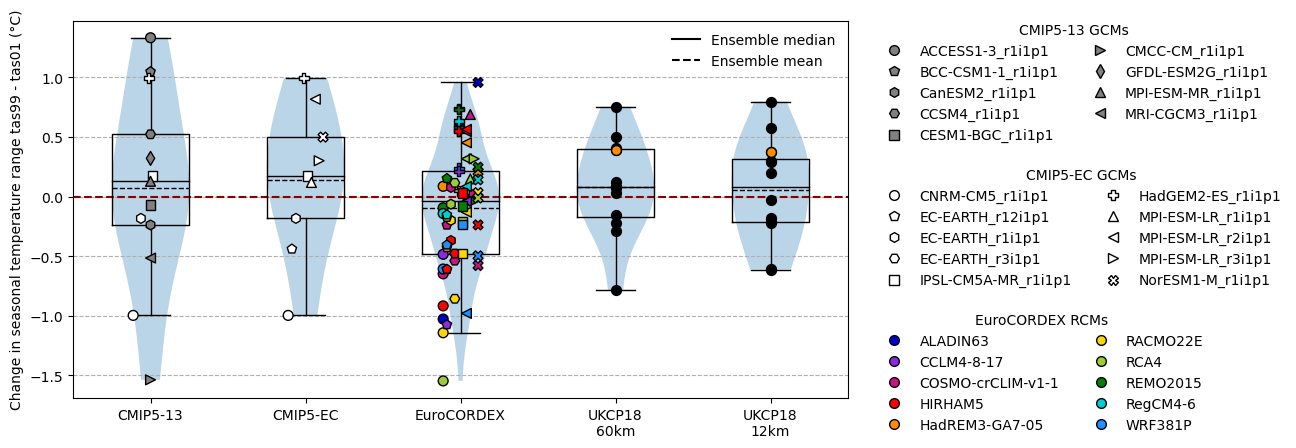 Change in seasonal temperature range tas99 - tas01 (°C)
1.0
0.5
0.0
−0.5
−1.0
−1.5
Ensemble median
Ensemble mean
CMIP5-13
CMIP5-EC
EuroCORDEX
UKCP18
60km
UKCP18
12km
CMIP5-13 GCMs
ACCESS1-3_r1i1p1
BCC-CSM1-1_r1i1p1
CanESM2_r1i1p1
CCSM4_r1i1p1
CESM1-BGC_r1i1p1
CMCC-CM_r1i1p1
GFDL-ESM2G_r1i1p1
MPI-ESM-MR_r1i1p1
MRI-CGCM3_r1i1p1
CMIP5-EC GCMs
CNRM-CM5_r1i1p1
EC-EARTH_r12i1p1
EC-EARTH_r1i1p1
EC-EARTH_r3i1p1
IPSL-CM5A-MR_r1i1p1
HadGEM2-ES_r1i1p1
MPI-ESM-LR_r1i1p1
MPI-ESM-LR_r2i1p1
MPI-ESM-LR_r3i1p1
NorESM1-M_r1i1p1
EuroCORDEX RCMs
ALADIN63
CCLM4-8-17
COSMO-crCLIM-v1-1
HIRHAM5
HadREM3-GA7-05
RACMO22E
RCA4
REMO2015
RegCM4-6
WRF381P